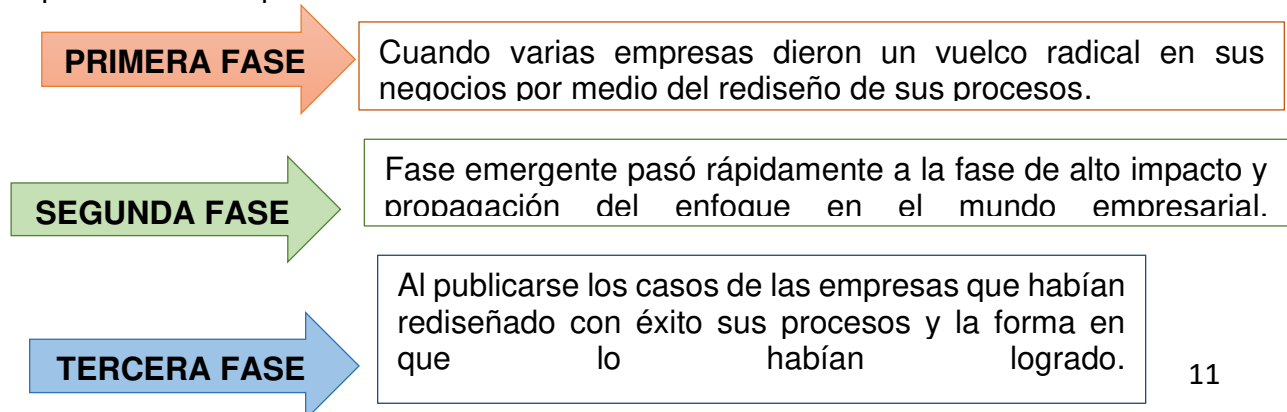 PRIMERA FASE
Cuando varias empresas dieron un vuelco radical en sus
negocios por medio del rediseño de sus procesos.
SEGUNDA FASE
Fase emergente pasó rápidamente a la fase de alto impacto y
propagación del enfoque en el mundo empresarial.
TERCERA FASE
Al publicarse los casos de las empresas que habían
rediseñado con éxito sus procesos y la forma en
que lo habían logrado.
11